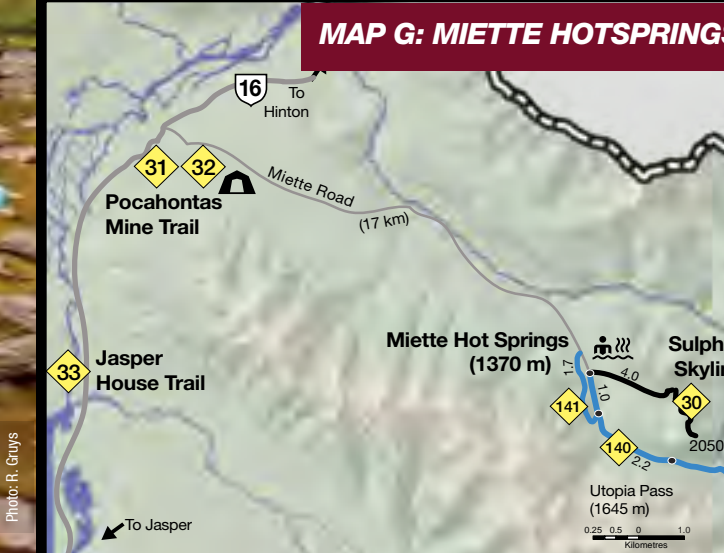 MAP G: MIETTE HOTSPRINGS
16
To
Hinton
31
32
Pocahontas
Mine Trail
Miette Road
(17 km)
33
Jasper
House Trail
Miette Hot Springs
(1370 m)
1.7
4.0
1.0
Sulph
Skylin
30
141
140
2.2
2050
Utopia Pass
(1645 m)
0.25 0.5 0 1.0
Kilometres
To Jasper
Photo: R. Gruys